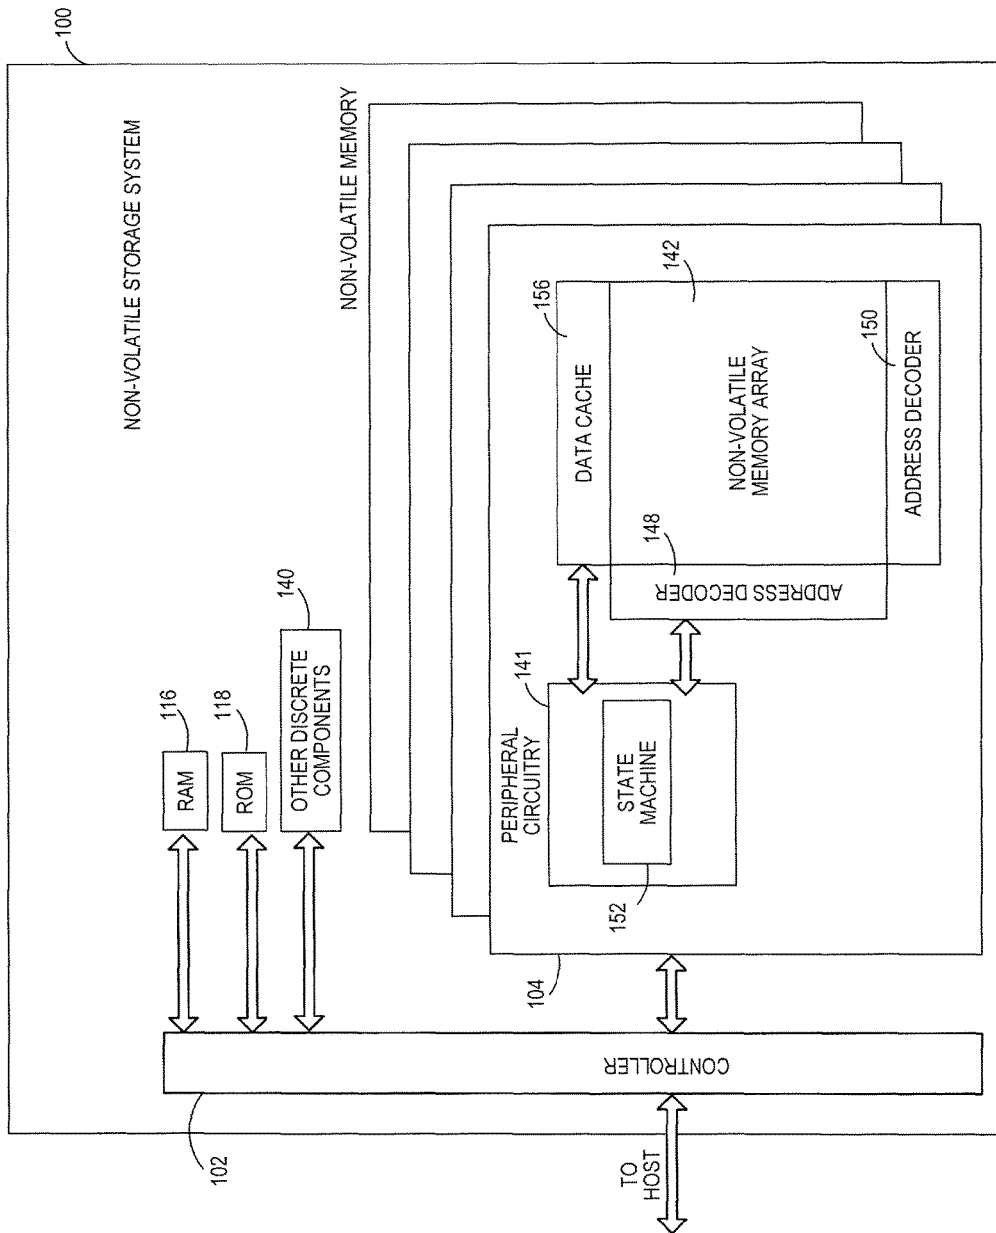 100
NON-VOLATILE STORAGE SYSTEM
RAM
116
ROM
118
OTHER DISCRETE
COMPONENTS
140
NON-VOLATILE MEMORY
102
CONTROLLER
TO
HOST
104
PERIPHERAL
CIRCUITRY
141
STATE
MACHINE
152
DATA CACHE
156
ADDRESS DECODER
148
NON-VOLATILE
MEMORY ARRAY
142
ADDRESS DECODER
150